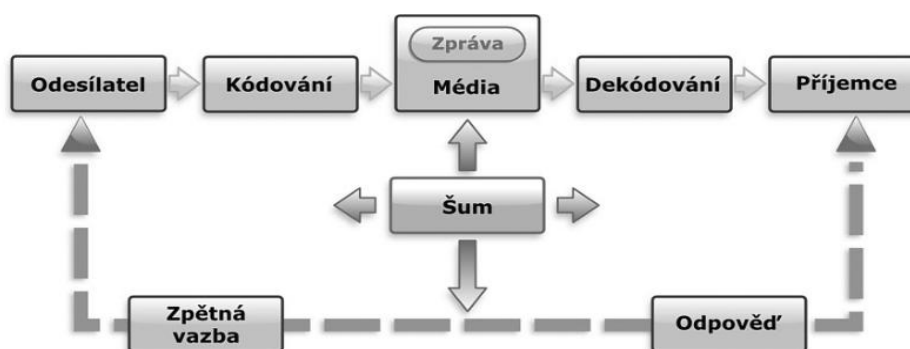 Zpráva
Odesílatel
Kódování
Média
Dekódování
Příjemce
Šum
Zpětná
vazba
Odpověď